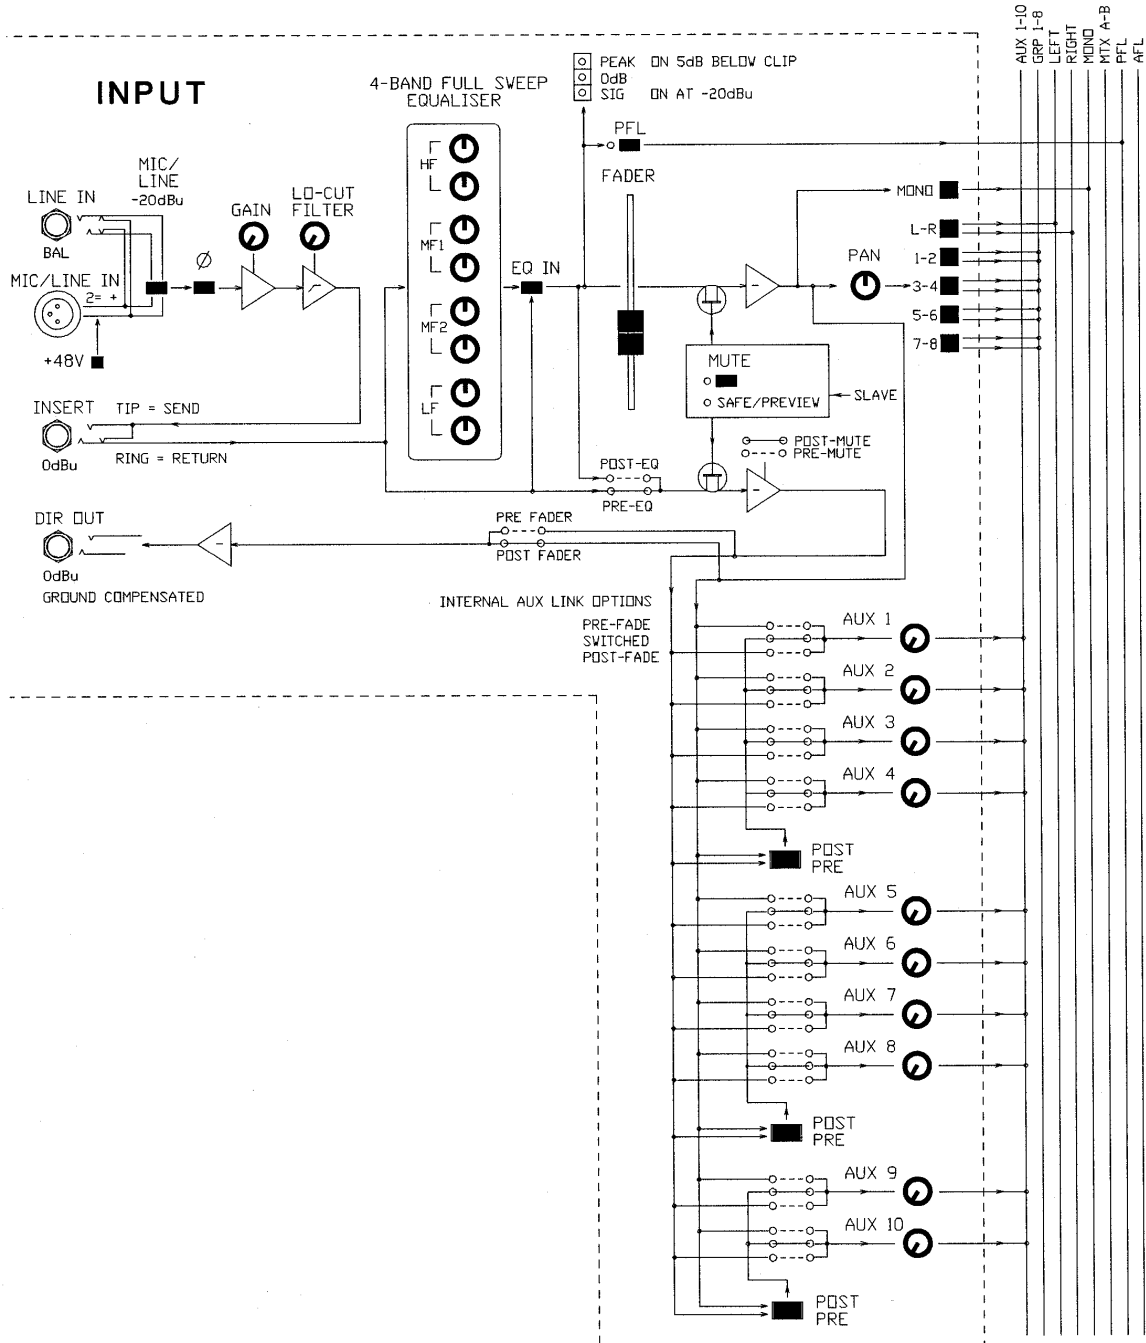 AUX 1-10
GRP 1-8
LEFT
RIGHT
MONO
MTX A-B
PFL
AFL
INPUT
4-BAND FULL SWEEP
EQUALISER
PEAK ON 5dB BELOW CLIP
0dB
SIG ON AT -20dBu
PFL
FADER
HF
MF1
MF2
LF
MIC/
LINE
-20dBu
LINE IN
BAL
GAIN
LO-CUT
FILTER
Ø
MIC/LINE IN
2= +
+48V
EQ IN
MONO
L-R
1-2
3-4
5-6
7-8
PAN
MUTE
SAFE/PREVIEW
SLAVE
INSERT TIP = SEND
0dBu
RING = RETURN
POST-MUTE
PRE-MUTE
POST-EQ
PRE-EQ
DIR OUT
0dBu
GROUND COMPENSATED
PRE FADER
POST FADER
INTERNAL AUX LINK OPTIONS
PRE-FADE
SWITCHED
POST-FADE
AUX 1
AUX 2
AUX 3
AUX 4
POST
PRE
AUX 5
AUX 6
AUX 7
AUX 8
POST
PRE
AUX 9
AUX 10
POST
PRE